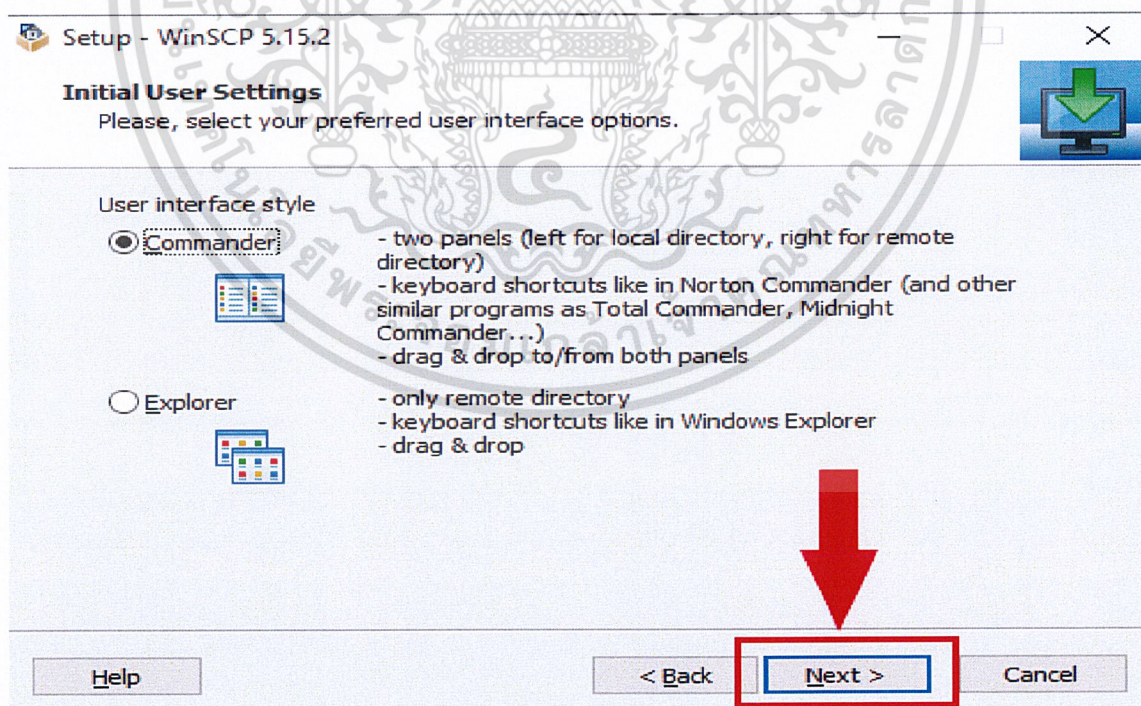 Setup - WinSCP 5.15.2
Initial User Settings
Please, select your preferred user interface options.
User interface style
Commander
- two panels (left for local directory, right for remote
directory)
- keyboard shortcuts like in Norton Commander (and other
similar programs as Total Commander, Midnight
Commander...)
- drag & drop to/from both panels
Explorer
- only remote directory
- keyboard shortcuts like in Windows Explorer
- drag & drop
Help
< Back
Next >
Cancel